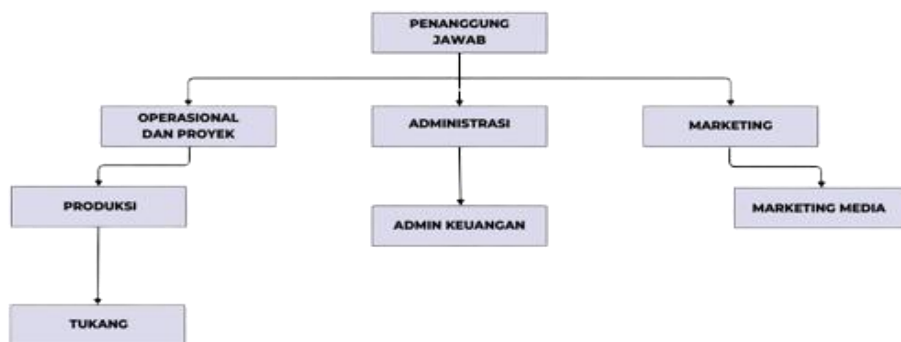 PENANGGUNG
JAWAB
OPERASIONAL
DAN PROYEK
ADMINISTRASI
MARKETING
PRODUKSI
ADMIN KEUANGAN
MARKETING MEDIA
TUKANG